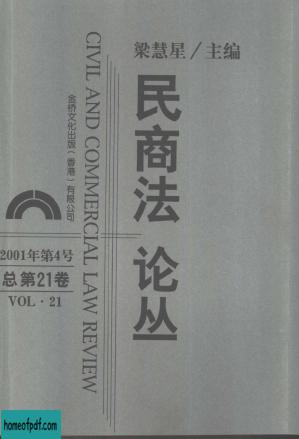 梁慧星/主编
民商法 论丛
CIVIL AND COMMERCIAL LAW REVIEW
金桥文化出版(香港)有限公司
2001年第4号
总第21卷
VOL·21
homeofpdf.com